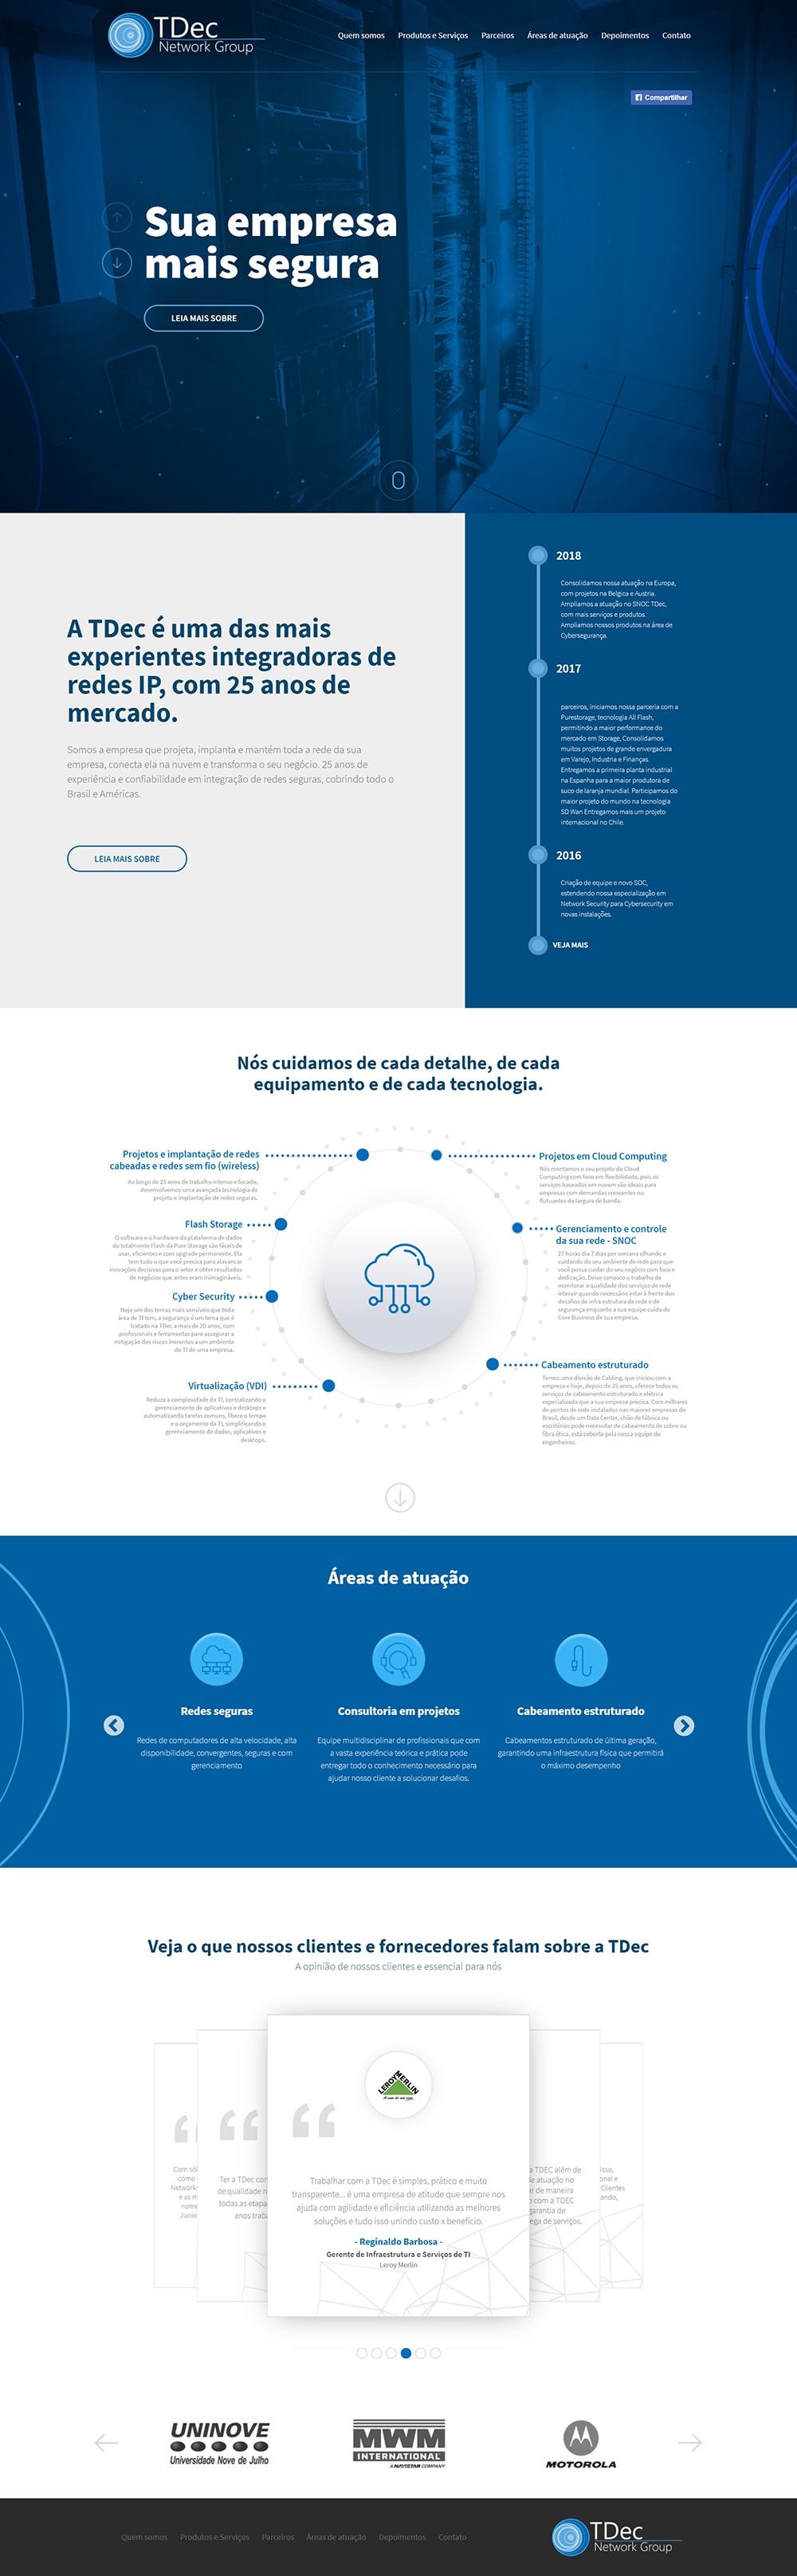 TDec
Network Group
Quem somos
Produtos e Serviços
Parceiros
Áreas de atuação
Depoimentos
Contato
Compartilhar
Sua empresa
mais segura
LEIA MAIS SOBRE
A TDec é uma das mais
experientes integradoras de
redes IP, com 25 anos de
mercado.
Somos a empresa que projeta, implanta e mantém toda a rede da sua
empresa, conecta ela na nuvem e transforma o seu negócio. 25 anos de
experiência e confiabilidade em integração de redes seguras, cobrindo todo o
Brasil e Américas.
LEIA MAIS SOBRE
2018
Consolidamos nossa atuação na Europa,
com projetos na Belgica e Austria.
Ampliamos a atuação no SNOC TDec,
com mais serviços e produtos.
Ampliamos nossos produtos na área de
Cybersegurança.
2017
parceiros, iniciamos nossa parceria com a
Purestorage, tecnologia All Flash,
permitindo a maior performance do
mercado em Storage, Consolidamos
muitos projetos de grande envergadura
em Varejo, Industria e Finanças.
Entregamos a primeira planta industrial
na Espanha para a maior produtora de
suco de laranja mundial. Participamos do
maior projeto do mundo na tecnologia
SD Wan Entregamos mais um projeto
internacional no Chile.
2016
Criação de equipe e novo SOC,
estendendo nossa especialização em
Network Security para Cybersecurity em
novas instalações.
VEJA MAIS
Nós cuidamos de cada detalhe, de cada
equipamento e de cada tecnologia.
Projetos e implantação de redes
cabeadas e redes sem fio (wireless)
Ao longo de 25 anos de trabalho intenso e focado,
desenvolvemos uma avançada tecnologia de
projeto e implantação de redes seguras.
Flash Storage
O software e o hardware da plataforma de dados
da totalmente Flash da Pure Storage são fáceis de
usar, eficientes e com upgrade permanente. Ela
tem tudo o que você precisa para alavancar
inovações decisivas para o setor e obter resultados
de negócios que antes eram inimagináveis.
Cyber Security
Hoje um dos temas mais sensíveis que toda
área de TI tem, a segurança é um tema que é
tratado na TDec a mais de 20 anos, com
profissionais e ferramentas para assegurar a
mitigação dos riscos inerentes a um ambiente
de TI de uma empresa.
Virtualização (VDI)
Reduza a complexidade da TI, centralizando o
gerenciamento de aplicativos e desktops e
automatizando tarefas comuns, libere o tempo
e o orçamento da TI, simplificando o
gerenciamento de dados, aplicativos e
desktops.
Projetos em Cloud Computing
Nós montamos o seu projeto de Cloud
Computing com foco em flexibilidade, pois os
serviços baseados em nuvem são ideais para
empresas com demandas crescentes ou
flutuantes de largura de banda.
Gerenciamento e controle
da sua rede - SNOC
27 horas dia 7 dias por semana olhando e
cuidando do seu ambiente de rede para que
você possa cuidar do seu negócio com foco e
dedicação. Deixe conosco o trabalho de
monitorar a qualidade dos serviços de rede
intervir quando necessário estar à frente dos
desafios de infra estrutura de rede e de
segurança enquanto a sua equipe cuida do
Core Business de sua empresa.
Cabeamento estruturado
Temos uma divisão de Cabling, que iniciou com a
empresa e hoje, depois de 25 anos, oferece todos os
serviços de cabeamento estruturado e elétrica
especializada que a sua empresa precisa. Com milhares
de pontos de rede instalados nas maiores empresas do
Brasil, desde um Data Center, chão de fábrica ou
escritórios pode necessitar de cabeamento de cobre ou
fibra ótica, está coberto pela nossa equipe de
engenheiros.
Áreas de atuação
Redes seguras
Redes de computadores de alta velocidade, alta
disponibilidade, convergentes, seguras e com
gerenciamento
Consultoria em projetos
Equipe multidisciplinar de profissionais que com
a vasta experiência teórica e prática pode
entregar todo o conhecimento necessário para
ajudar nosso cliente a solucionar desafios.
Cabeamento estruturado
Cabeamentos estruturado de última geração,
garantindo uma infraestrutura física que permitirá
o máximo desempenho
Veja o que nossos clientes e fornecedores falam sobre a TDec
A opinião de nossos clientes e essencial para nós
Com sól
como
Network
e as m
nome
Junio
Ter a TDec con
de qualidade n
todas as etapa
anos traba
LEROY MERLIN
Trabalhar com a TDec é simples, prático e muito
transparente... é uma empresa de atitude que sempre nos
ajuda com agilidade e eficiência utilizando as melhores
soluções e tudo isso unindo custo x benefício.
- Reginaldo Barbosa -
Gerente de Infraestrutura e Serviços de TI
Leroy Merlin
a TDEC além de
de atuação no
ar de maneira
o com a TDEC
garantia de
ega de serviços.
isso,
onal e
Clientes
ando,
UNINOVE
Universidade Nove de Julho
MWM
INTERNATIONAL
A NAVISTAR COMPANY
MOTOROLA
Quem somos
Produtos e Serviços
Parceiros
Áreas de atuação
Depoimentos
Contato
TDec
Network Group